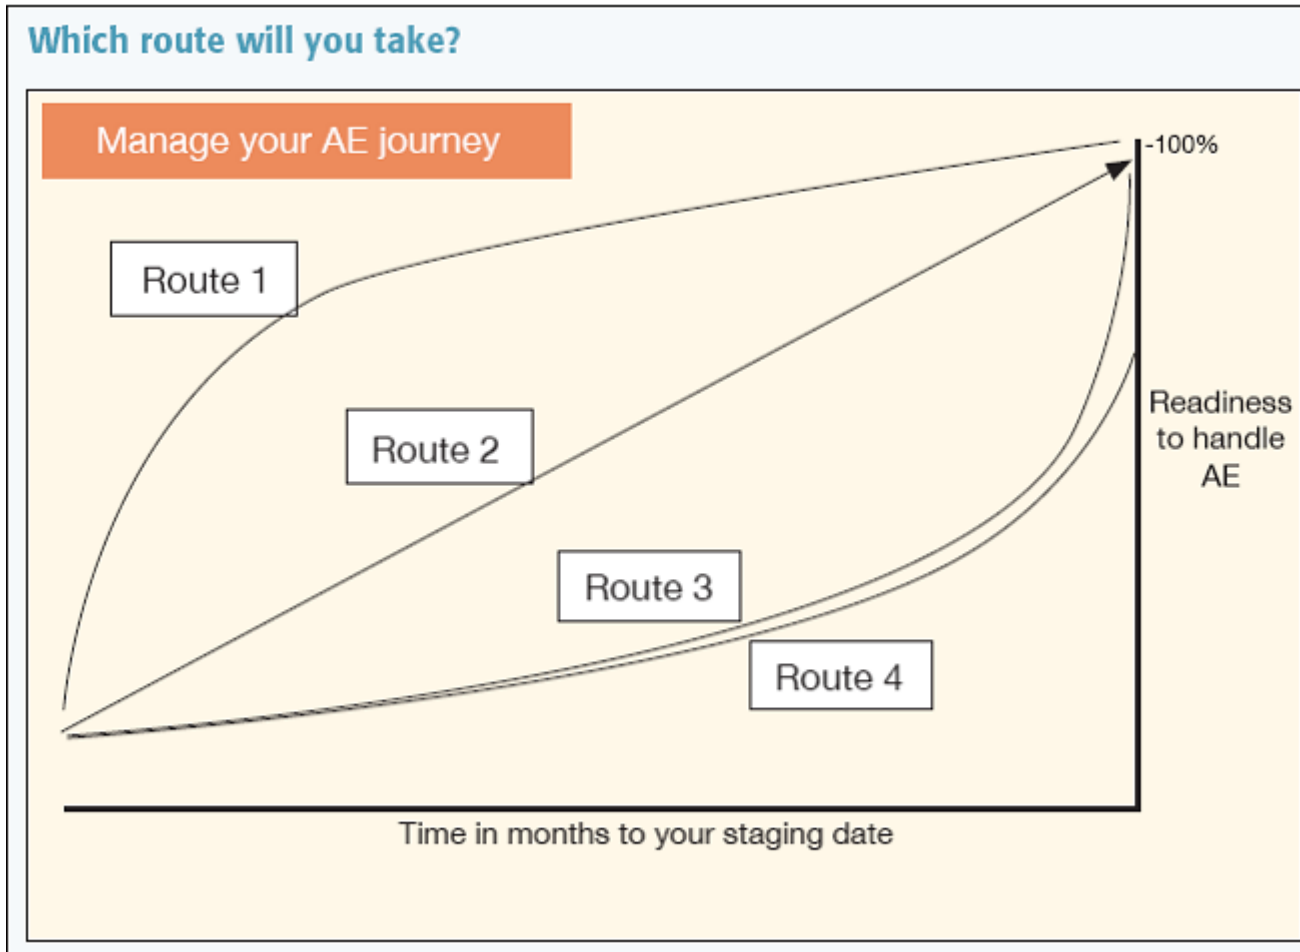 Which route will you take?
Manage your AE journey
-100%
Route 1
Route 2
Readiness
to handle
AE
Route 3
Route 4
Time in months to your staging date